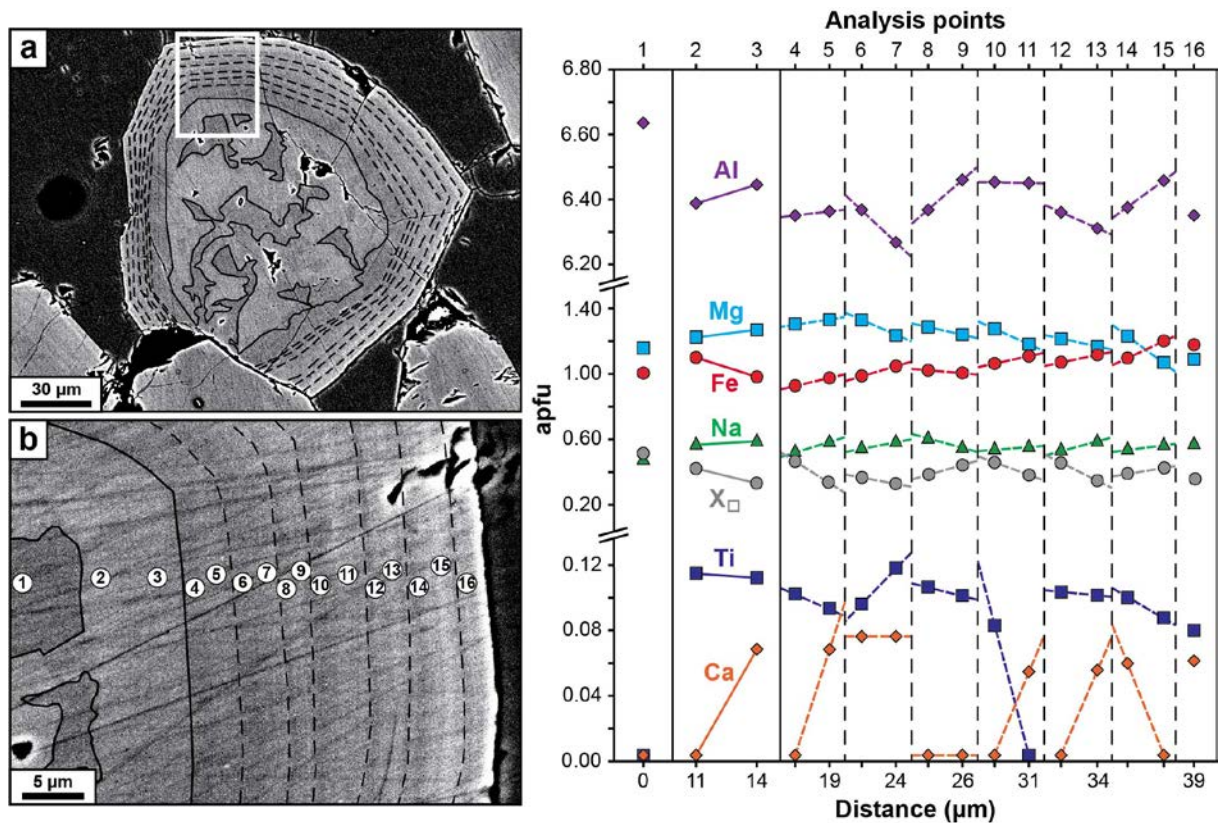 a
30 µm
b
1 2 3 4 5 6 7 8 9 10 11 12 13 14 15 16
5 µm
Analysis points
1 2 3 4 5 6 7 8 9 10 11 12 13 14 15 16
6.80
6.60
6.40
6.20
1.40
1.00
0.60
0.20
0.12
0.08
0.04
0.00
apfu
Al
Mg
Fe
Na
X□
Ti
Ca
0 11 14 19 24 26 31 34 39
Distance (µm)